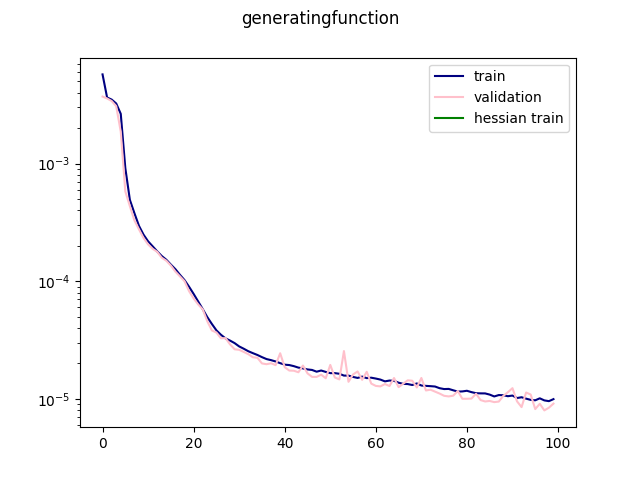 generatingfunction
train
validation
hessian train
10⁻³
10⁻⁴
10⁻⁵
0
20
40
60
80
100